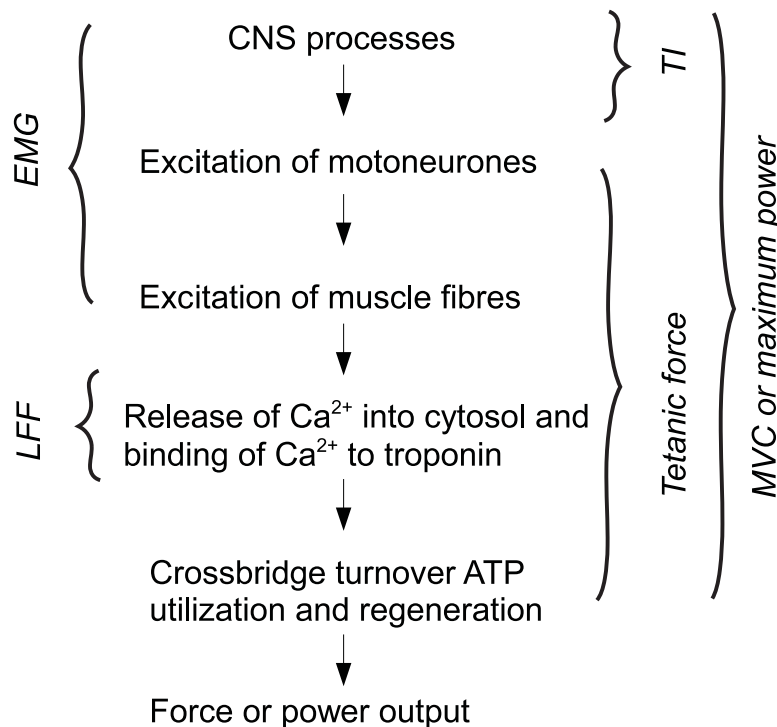 CNS processes
Excitation of motoneurones
Excitation of muscle fibres
Release of Ca²⁺ into cytosol and
binding of Ca²⁺ to troponin
Crossbridge turnover ATP
utilization and regeneration
Force or power output
EMG
LFF
TI
Tetanic force
MVC or maximum power